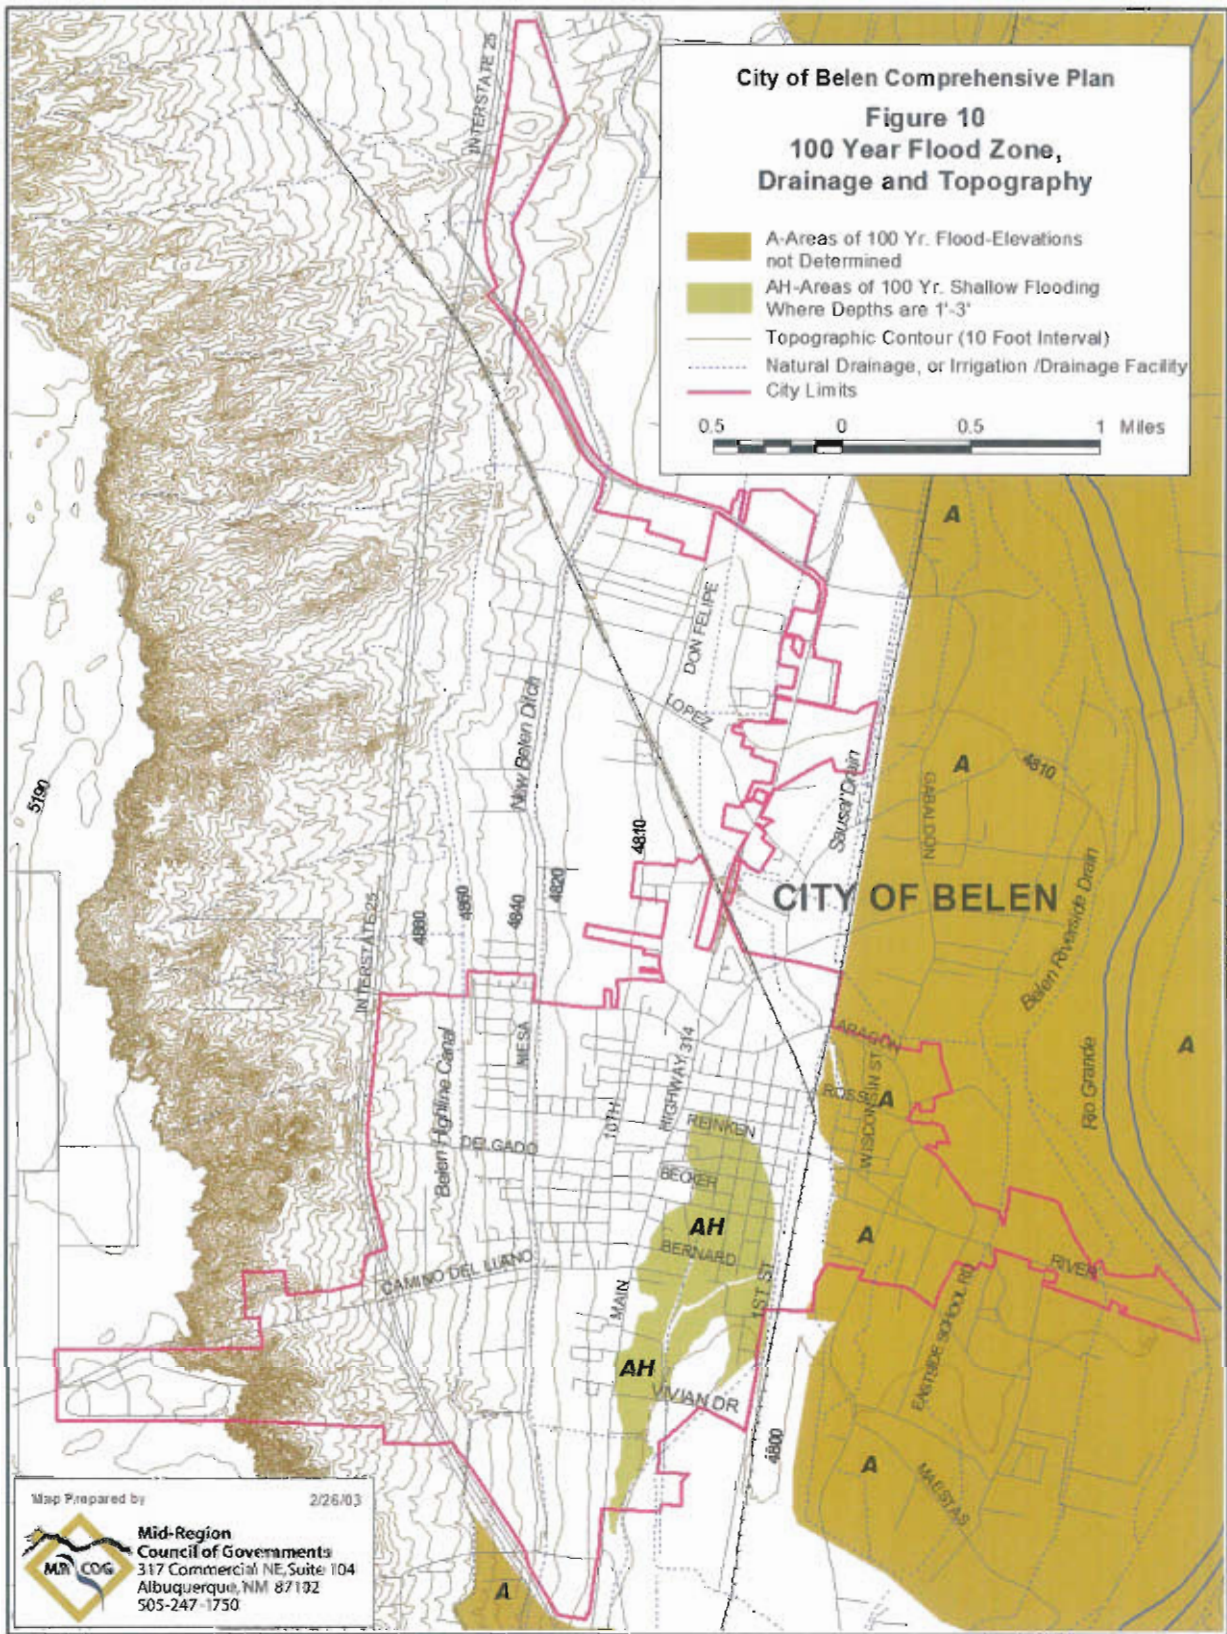 City of Belen Comprehensive Plan
Figure 10
100 Year Flood Zone,
Drainage and Topography
A-Areas of 100 Yr. Flood-Elevations
not Determined
AH-Areas of 100 Yr. Shallow Flooding
Where Depths are 1'-3'
Topographic Contour (10 Foot Interval)
Natural Drainage, or Irrigation /Drainage Facility
City Limits
0.5 0 0.5 1 Miles
INTERSTATE 25
A
DON FELIPE
LOPEZ
New Belen Ditch
5190
A
4810
GABALDON
Sausal Drain
4810
Belen Riverside Drain
CITY OF BELEN
4880
4860
4840
4820
INTERSTATE 25
ARAGON
MESA
HIGHWAY 314
Rio Grande
A
ROSS
A
WISCONSIN ST
Belen Highline Canal
10TH
REINKEN
DELGADO
BECKER
AH
BERNARD
A
CAMINO DEL LLANO
1ST ST
RIVER
MAIN
EASTSIDE SCHOOL RD
AH
VIVIAN DR
4800
A
MAESTAS
A
Map Prepared by 2/26/03
Mid-Region
Council of Governments
317 Commercial NE, Suite 104
Albuquerque, NM 87102
505-247-1750
MR COG